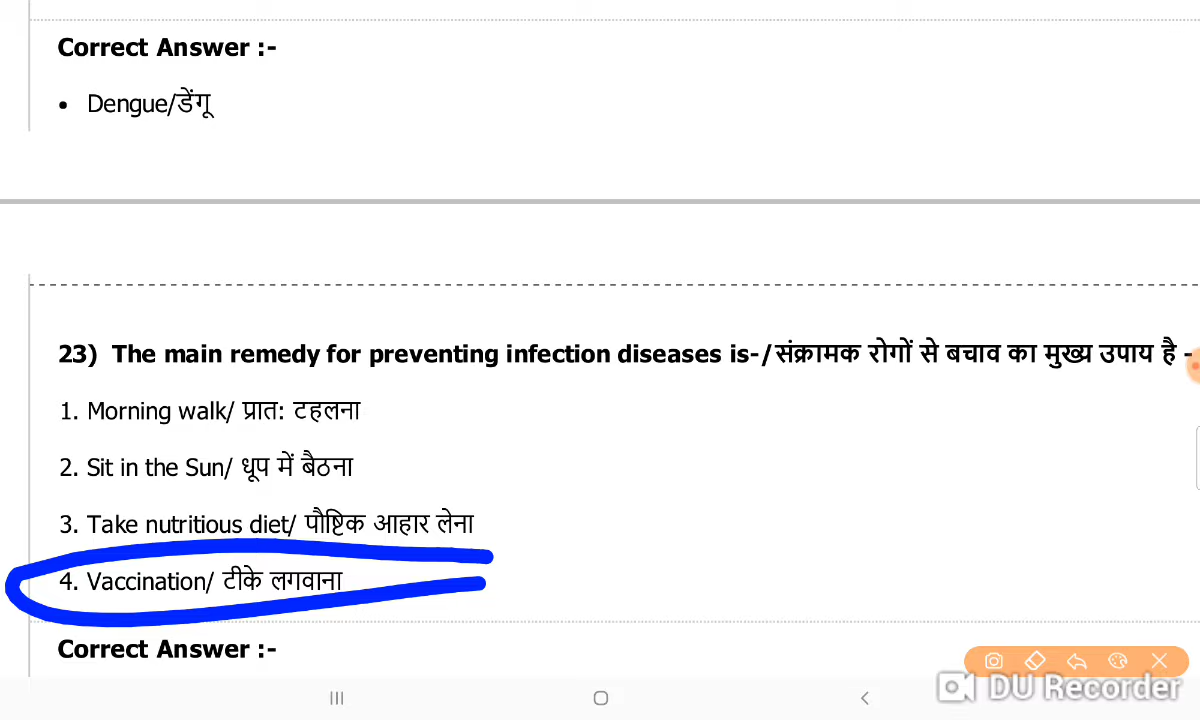 Correct Answer :-
• Dengue/डेंगू
23) The main remedy for preventing infection diseases is-/संक्रामक रोगों से बचाव का मुख्य उपाय है -
1. Morning walk/ प्रात: टहलना
2. Sit in the Sun/ धूप में बैठना
3. Take nutritious diet/ पौष्टिक आहार लेना
4. Vaccination/ टीके लगवाना
Correct Answer :-
DU Recorder